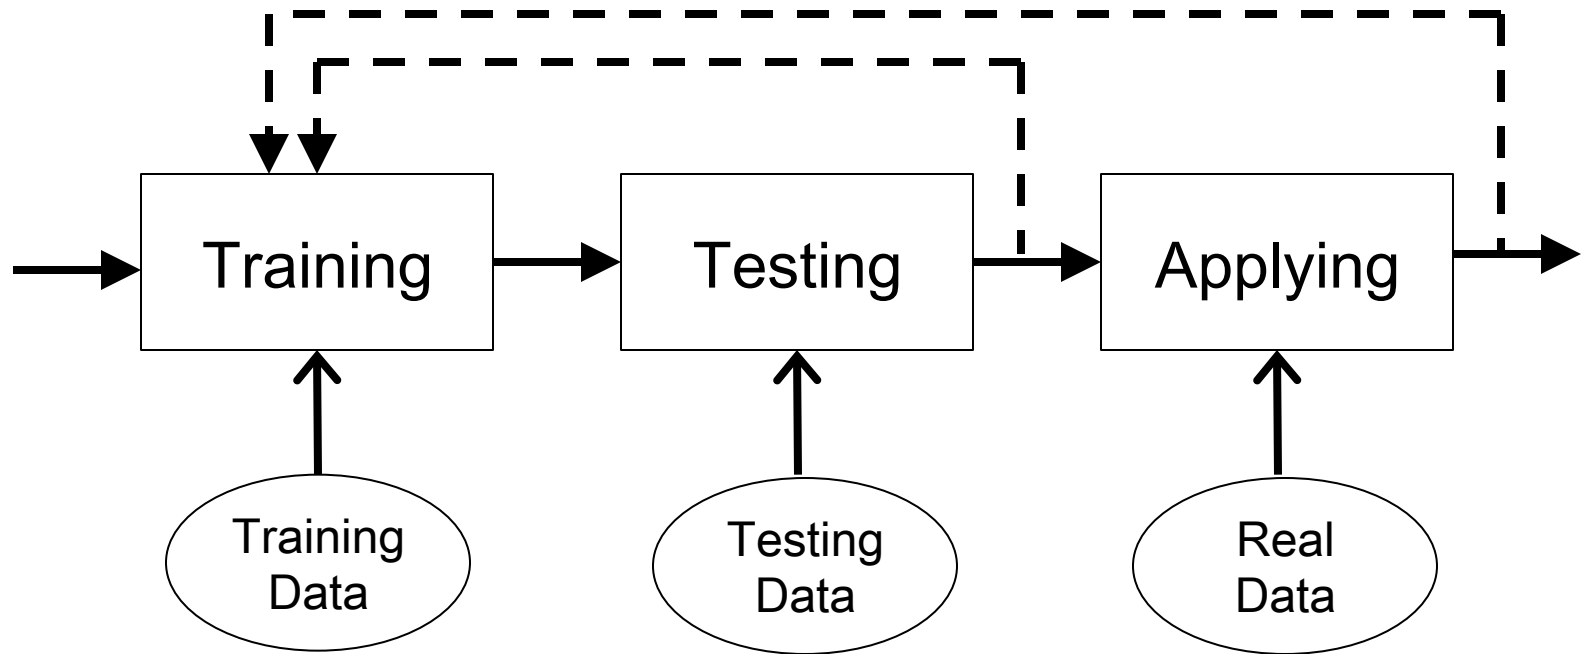 Training
Testing
Applying
Training
Data
Testing
Data
Real
Data